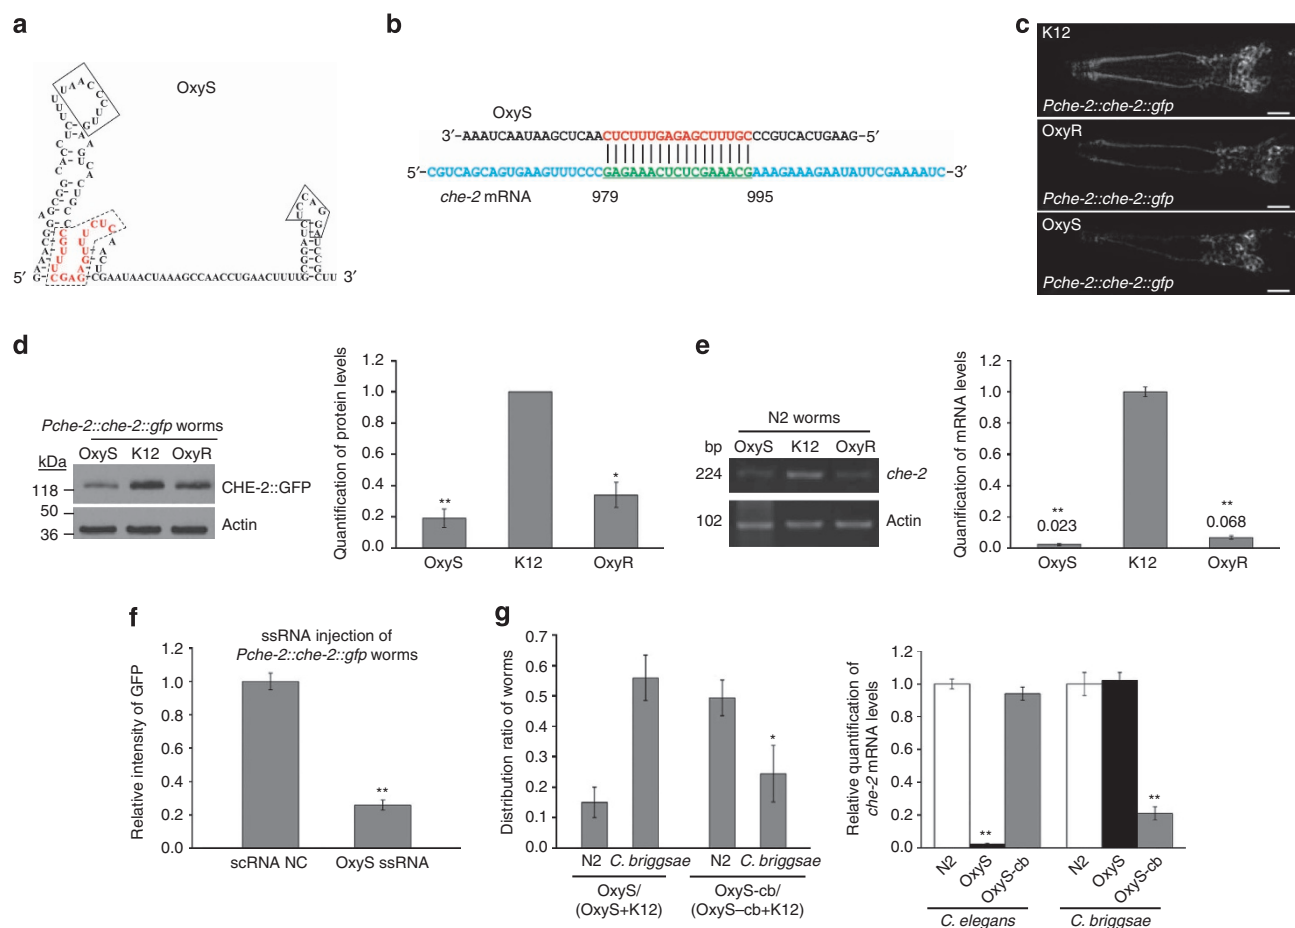 a
OxyS
5′
GAAUAACUAAAGCCAACCUGAACUUUUGCUU 3′
b
OxyS
3′-AAAUCAAUAAGCUCAACUCUUUGAGAGCUUUGCCCGUCACUGAAG-5′
5′-CGUCAGCAGUGAAGUUUCCCGAGAAACUCUCGAAACGAAAGAAAGAAUAUUCGAAAAUC-3′
che-2 mRNA
979
995
c
K12
Pche-2::che-2::gfp
OxyR
Pche-2::che-2::gfp
OxyS
Pche-2::che-2::gfp
d
Pche-2::che-2::gfp worms
kDa
OxyS K12 OxyR
118
CHE-2::GFP
50
36
Actin
Quantification of protein levels
1.2
1.0
0.8
0.6
0.4
0.2
0.0
**
*
OxyS K12 OxyR
e
N2 worms
bp OxyS K12 OxyR
224
che-2
102
Actin
Quanification of mRNA levels
1.2
1.0
0.8
0.6
0.4
0.2
0.0
**
0.023
**
0.068
OxyS K12 OxyR
f
ssRNA injection of
Pche-2::che-2::gfp worms
Relative intensity of GFP
1.2
1.0
0.8
0.6
0.4
0.2
0.0
**
scRNA NC OxyS ssRNA
g
Distribution ratio of worms
0.7
0.6
0.5
0.4
0.3
0.2
0.1
0.0
*
N2 C. briggsae N2 C. briggsae
OxyS/
(OxyS+K12)
OxyS-cb/
(OxyS–cb+K12)
Relative quantification of
che-2 mRNA levels
1.2
1.0
0.8
0.6
0.4
0.2
0.0
**
**
N2 OxyS OxyS-cb N2 OxyS OxyS-cb
C. elegans C. briggsae